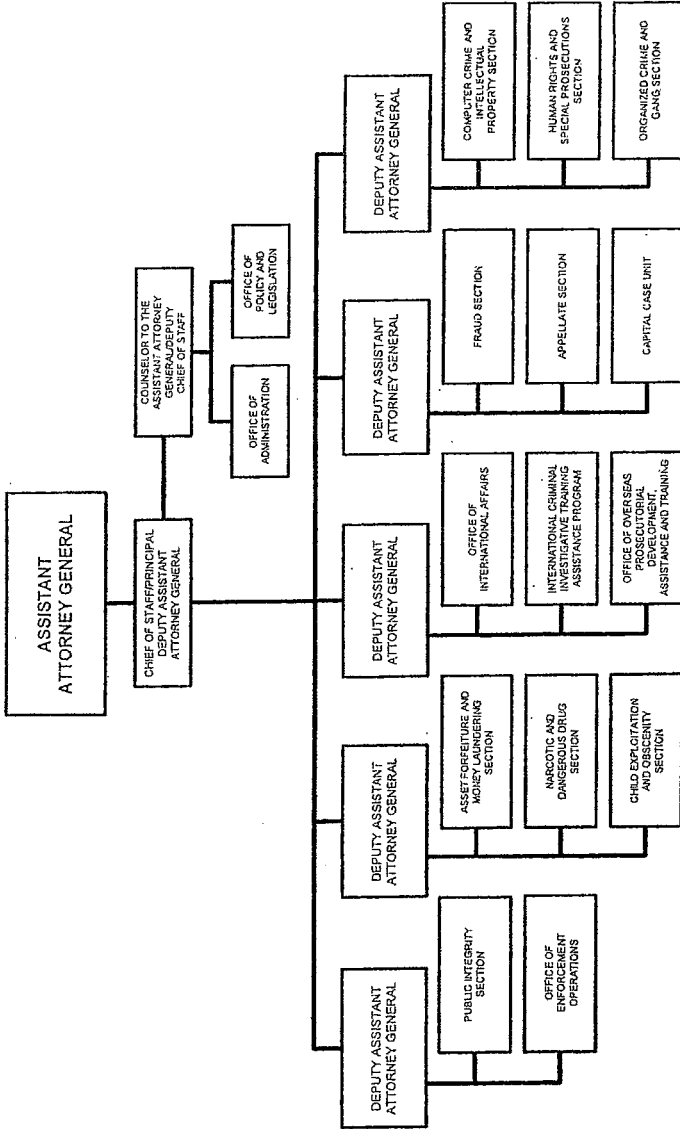 ASSISTANT
ATTORNEY GENERAL
CHIEF OF STAFF/PRINCIPAL
DEPUTY ASSISTANT
ATTORNEY GENERAL
COUNSELOR TO THE
ASSISTANT ATTORNEY
GENERAL/DEPUTY
CHIEF OF STAFF
OFFICE OF
ADMINISTRATION
OFFICE OF
POLICY AND
LEGISLATION
DEPUTY ASSISTANT
ATTORNEY GENERAL
PUBLIC INTEGRITY
SECTION
OFFICE OF
ENFORCEMENT
OPERATIONS
DEPUTY ASSISTANT
ATTORNEY GENERAL
ASSET FORFEITURE AND
MONEY LAUNDERING
SECTION
NARCOTIC AND
DANGEROUS DRUG
SECTION
CHILD EXPLOITATION
AND OBSCENITY
SECTION
DEPUTY ASSISTANT
ATTORNEY GENERAL
OFFICE OF
INTERNATIONAL AFFAIRS
INTERNATIONAL CRIMINAL
INVESTIGATIVE TRAINING
ASSISTANCE PROGRAM
OFFICE OF OVERSEAS
PROSECUTORIAL
DEVELOPMENT,
ASSISTANCE AND TRAINING
DEPUTY ASSISTANT
ATTORNEY GENERAL
FRAUD SECTION
APPELLATE SECTION
CAPITAL CASE UNIT
DEPUTY ASSISTANT
ATTORNEY GENERAL
COMPUTER CRIME AND
INTELLECTUAL
PROPERTY SECTION
HUMAN RIGHTS AND
SPECIAL PROSECUTIONS
SECTION
ORGANIZED CRIME AND
GANG SECTION